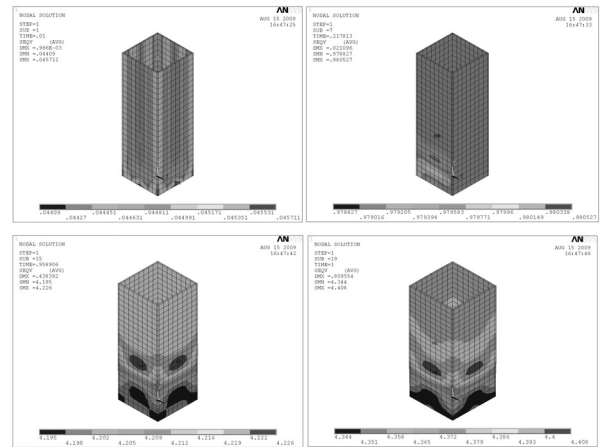 AN
NODAL SOLUTION
AUG 15 2009
16:47:25
STEP=1
SUB =1
TIME=.01
SEQV (AVG)
DMX =.966E-03
SMN =.04409
SMX =.045711
.04409 .044451 .044811 .045171 .045531
.04427 .044631 .044991 .045351 .045711
AN
NODAL SOLUTION
AUG 15 2009
16:47:33
STEP=1
SUB =7
TIME=.217813
SEQV (AVG)
DMX =.021096
SMN =.978827
SMX =.980527
.978827 .979205 .979583 .97996 .980338
.979016 .979394 .979771 .980149 .980527
AN
NODAL SOLUTION
AUG 15 2009
16:47:42
STEP=1
SUB =15
TIME=.958906
SEQV (AVG)
DMX =.438392
SMN =4.195
SMX =4.226
4.195 4.202 4.209 4.216 4.222
4.198 4.205 4.212 4.219 4.226
AN
NODAL SOLUTION
AUG 15 2009
16:47:46
STEP=1
SUB =19
TIME=1
SEQV (AVG)
DMX =.809554
SMN =4.344
SMX =4.408
4.344 4.358 4.372 4.386 4.4
4.351 4.365 4.379 4.393 4.408